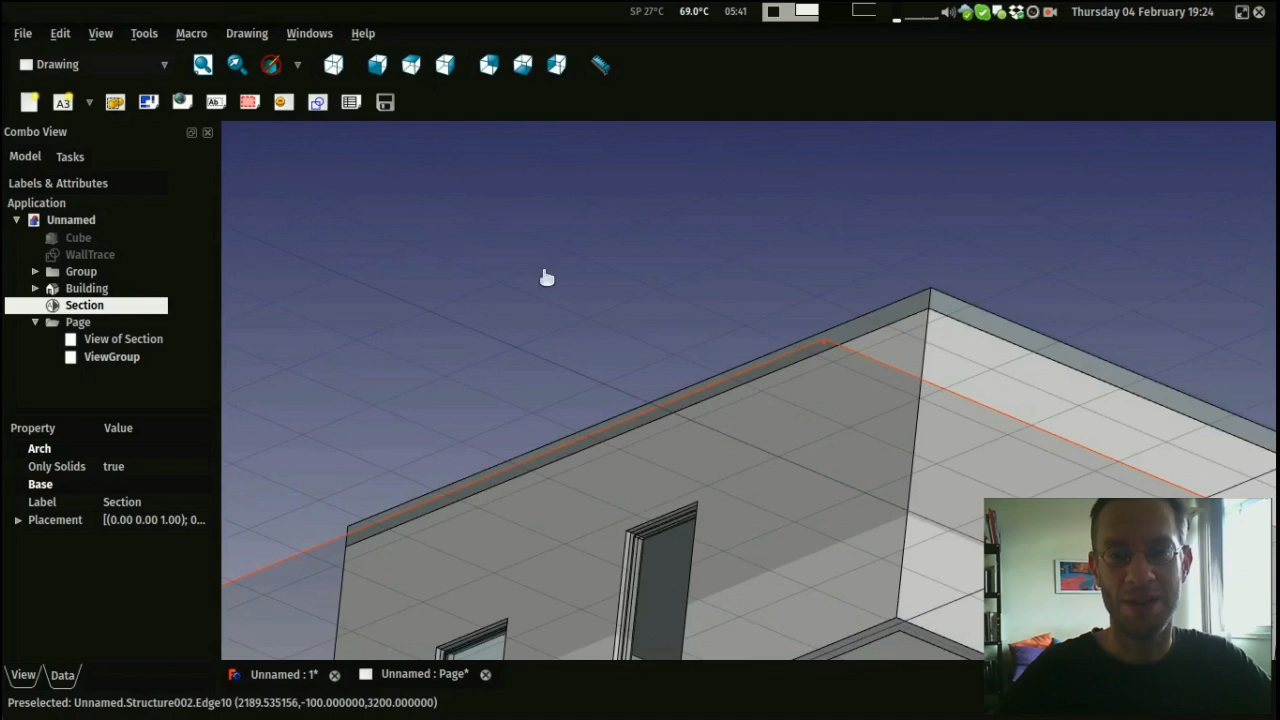 SP 27°C 69.0°C 05:41 Thursday 04 February 19:24
File Edit View Tools Macro Drawing Windows Help
Drawing
A3 Ab
Combo View
Model Tasks
Labels & Attributes
Application
Unnamed
Cube
WallTrace
Group
Building
Section
Page
View of Section
ViewGroup
Property Value
Arch
Only Solids true
Base
Label Section
Placement [(0.00 0.00 1.00); 0...
View Data Unnamed : 1* Unnamed : Page*
Preselected: Unnamed.Structure002.Edge10 (2189.535156,-100.000000,3200.000000)